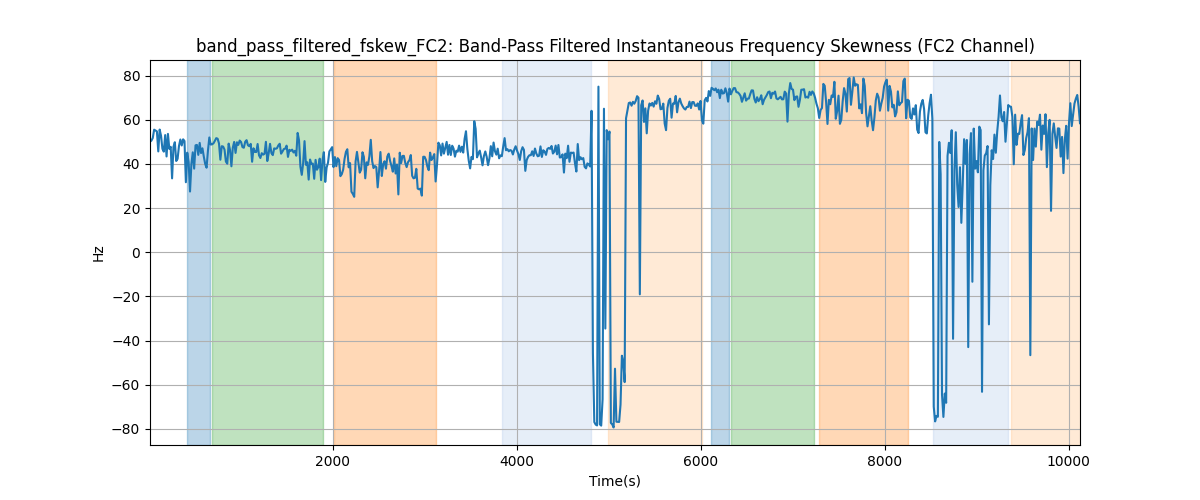 band_pass_filtered_fskew_FC2: Band-Pass Filtered Instantaneous Frequency Skewness (FC2 Channel)
80
60
40
20
0
−20
−40
−60
−80
Hz
2000 4000 6000 8000 10000
Time(s)